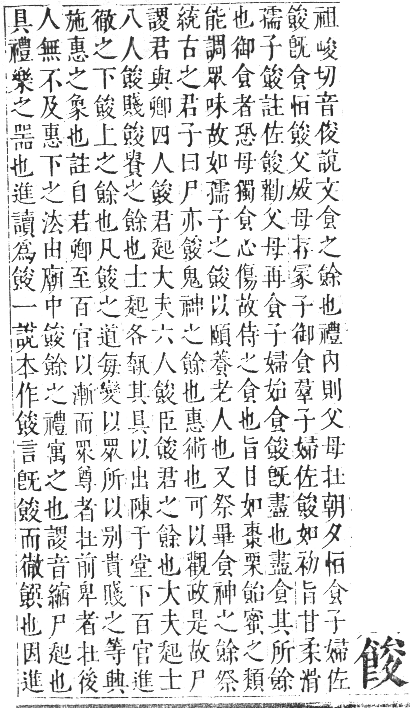 餕
祖峻切音俊說文食之餘也禮內則父母在朝夕恒食子婦佐
餕旣食恒餕父歿母存冢子御食羣子婦佐餕如初旨甘柔滑
孺子餕註佐餕勸父母再食子婦始食餕旣盡也盡食其所餘
也御食者恐母獨食心傷故侍之食也旨甘如棗栗飴蜜之類
能調眾味故如孺子之餕以頤養老人也又祭畢食神之餘祭
統古之君子曰尸亦餕鬼神之餘也惠術也可以觀政是故尸
謖君與卿四人餕君起大夫六人餕臣餕君之餘也大夫起士
八人餕賤餕貴之餘也士起各執其具以出陳于堂下百官進
徹之下餕上之餘也凡餕之道每變以眾所以別貴賤之等興
施惠之象也註自君卿至百官以漸而眾尊者在前卑者在後
人無不及惠下之法由廟中餕餘之禮寓之也謖音縮尸起也
具禮樂之器也進讀為餕一說本作餕言旣餕而徹饌也因進